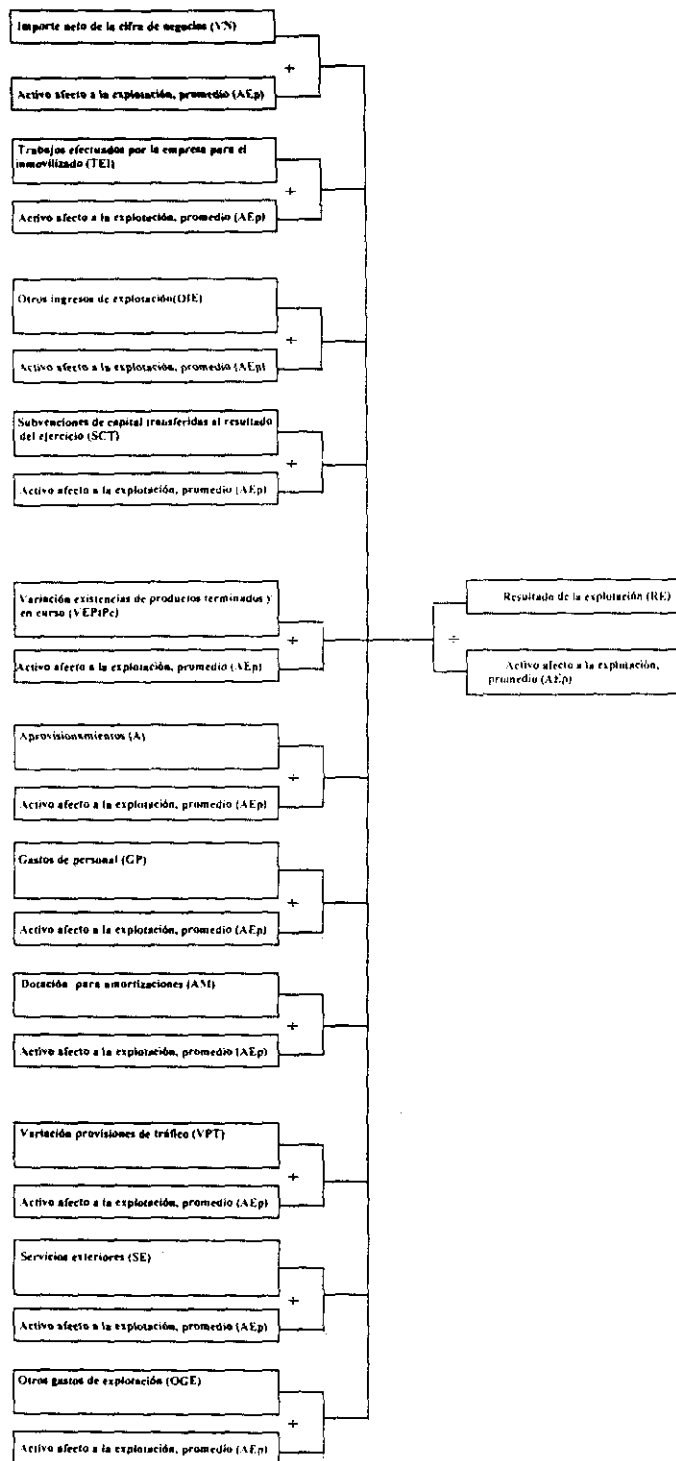 Importe neto de la cifra de negocios (VN)
÷
Activo afecto a la explotación, promedio (AEp)
Trabajos efectuados por la empresa para el
inmovilizado (TEI)
÷
Activo afecto a la explotación, promedio (AEp)
Otros ingresos de explotación(OIE)
÷
Activo afecto a la explotación, promedio (AEp)
Subvenciones de capital transferidas al resultado
del ejercicio (SCT)
÷
Activo afecto a la explotación, promedio (AEp)
Variación existencias de productos terminados y
en curso (VEPtPc)
÷
Activo afecto a la explotación, promedio (AEp)
Resultado de la explotación (RE)
÷
Activo afecto a la explotación,
promedio (AEp)
Aprovisionamientos (A)
÷
Activo afecto a la explotación, promedio (AEp)
Gastos de personal (GP)
÷
Activo afecto a la explotación, promedio (AEp)
Dotación para amortizaciones (AM)
÷
Activo afecto a la explotación, promedio (AEp)
Variación provisiones de tráfico (VPT)
÷
Activo afecto a la explotación, promedio (AEp)
Servicios exteriores (SE)
÷
Activo afecto a la explotación, promedio (AEp)
Otros gastos de explotación (OGE)
÷
Activo afecto a la explotación, promedio (AEp)